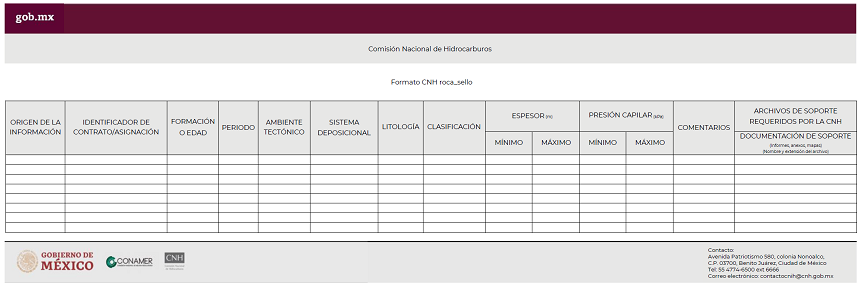 gob.mx
Comisión Nacional de Hidrocarburos
Formato CNH roca_sello
ORIGEN DE LA
INFORMACIÓN
IDENTIFICADOR DE
CONTRATO/ASIGNACIÓN
FORMACIÓN
O EDAD
PERIODO
AMBIENTE
TECTÓNICO
SISTEMA
DEPOSICIONAL
LITOLOGÍA
CLASIFICACIÓN
ESPESOR (m)
MÍNIMO
MÁXIMO
PRESIÓN CAPILAR
MÍNIMO
MÁXIMO
COMENTARIOS
ARCHIVOS DE SOPORTE
REQUERIDOS POR LA CNH
DOCUMENTACIÓN DE SOPORTE
(Informes, anexos, mapas)
(Nombre y extensión del archivo)
GOBIERNO DE
MÉXICO
CONAMER
CNH
Contacto:
Avenida Patriotismo 580, colonia Nonoalco,
C.P. 03700, Benito Juárez, Ciudad de México
Tel: 55 4774-6500 ext 6666
Correo electrónico: contactocnih@cnh.gob.mx